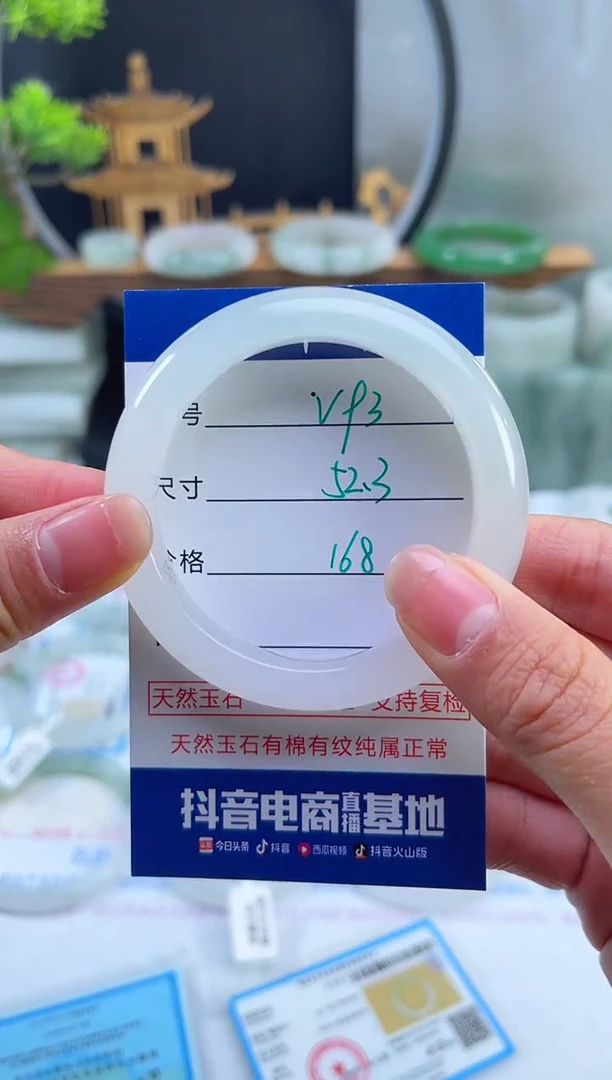 号 VP3
尺寸 52.3
格 168
天然玉石 支持复检
天然玉石有棉有纹纯属正常
抖音电商直播基地
今日头条 抖音 西瓜视频 抖音火山版